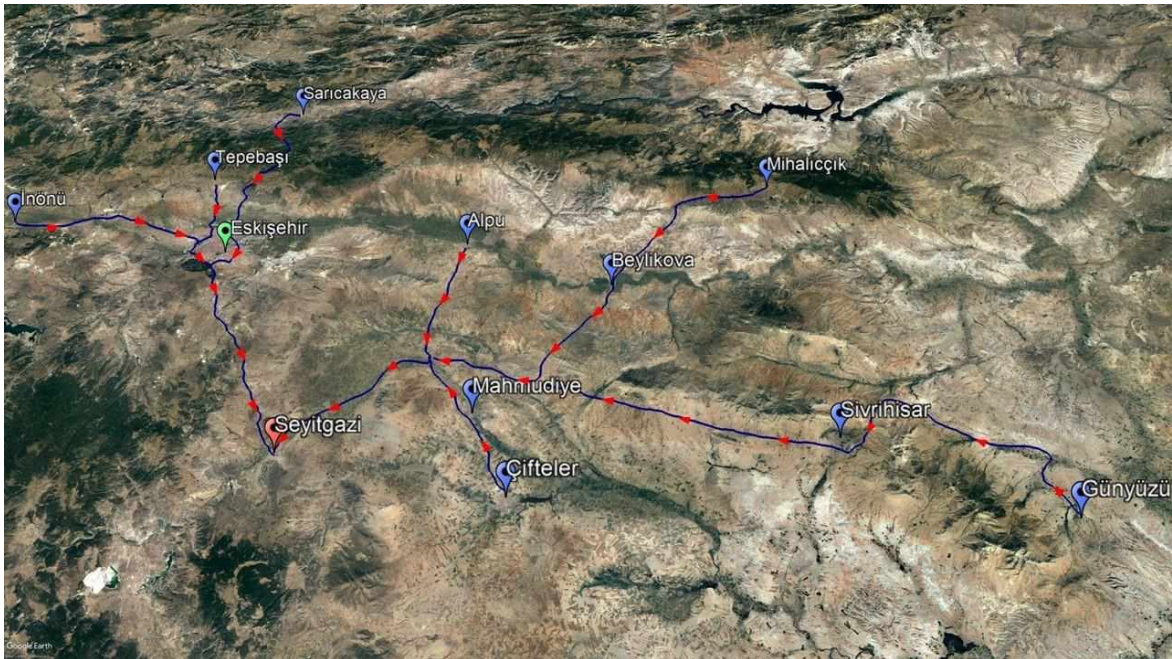 Sarıcakaya
Tepebaşı
Mihalıççık
İnönü
Eskişehir
Alpu
Beylikova
Mahmudiye
Sivrihisar
Seyitgazi
Çifteler
Günyüzü
Google Earth